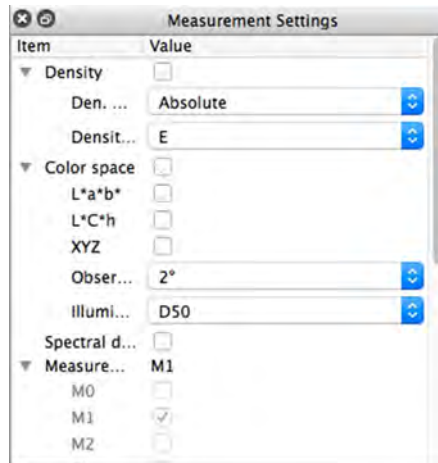 Measurement Settings
Item Value
Density
Den. ... Absolute
Densit... E
Color space
L*a*b*
L*C*h
XYZ
Obser... 2°
Illumi... D50
Spectral d...
Measure... M1
M0
M1
M2